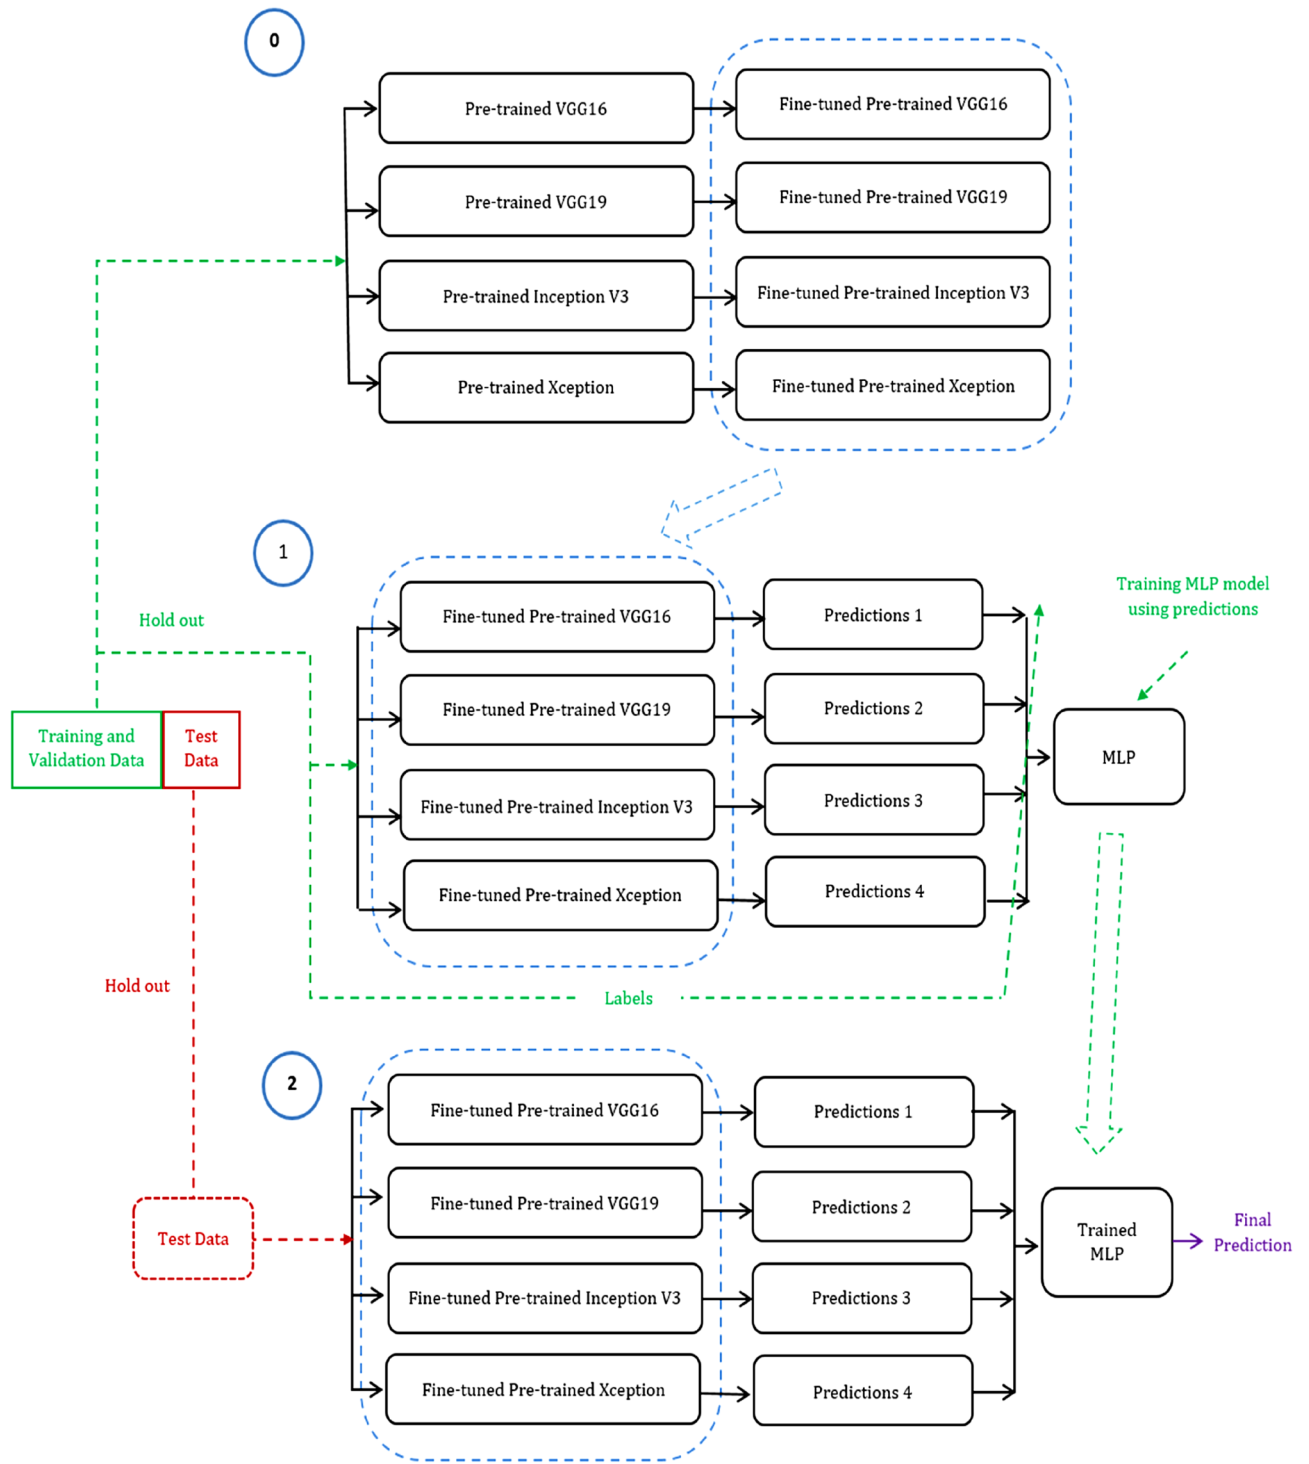 0
Pre-trained VGG16
Fine-tuned Pre-trained VGG16
Pre-trained VGG19
Fine-tuned Pre-trained VGG19
Pre-trained Inception V3
Fine-tuned Pre-trained Inception V3
Pre-trained Xception
Fine-tuned Pre-trained Xception
1
Hold out
Training and
Validation Data
Test
Data
Fine-tuned Pre-trained VGG16
Predictions 1
Fine-tuned Pre-trained VGG19
Predictions 2
Fine-tuned Pre-trained Inception V3
Predictions 3
Fine-tuned Pre-trained Xception
Predictions 4
Training MLP model
using predictions
MLP
Labels
Hold out
2
Test Data
Fine-tuned Pre-trained VGG16
Predictions 1
Fine-tuned Pre-trained VGG19
Predictions 2
Fine-tuned Pre-trained Inception V3
Predictions 3
Fine-tuned Pre-trained Xception
Predictions 4
Trained
MLP
Final
Prediction